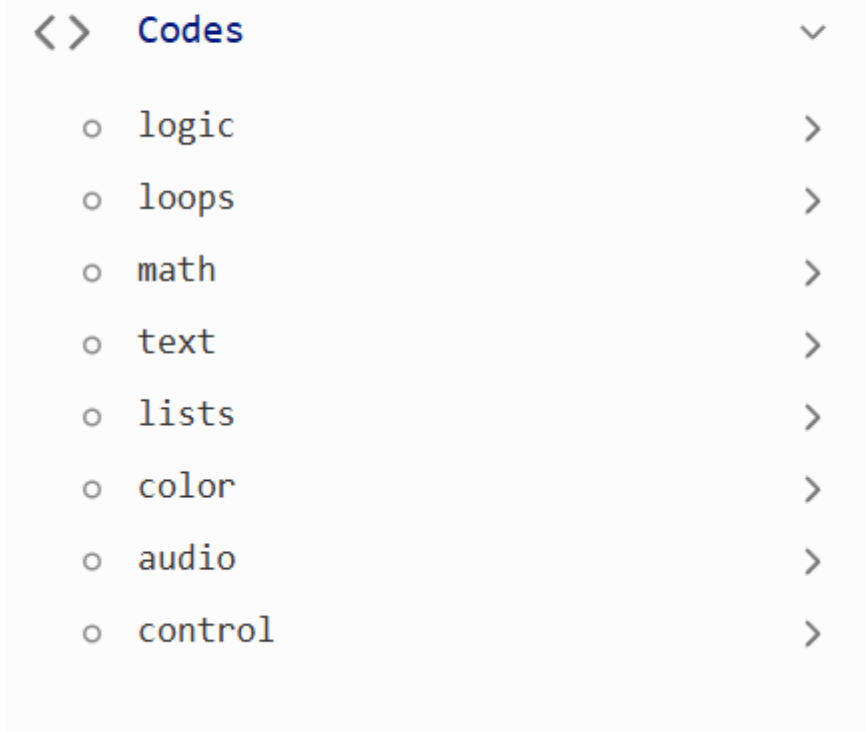 Codes
logic
loops
math
text
lists
color
audio
control